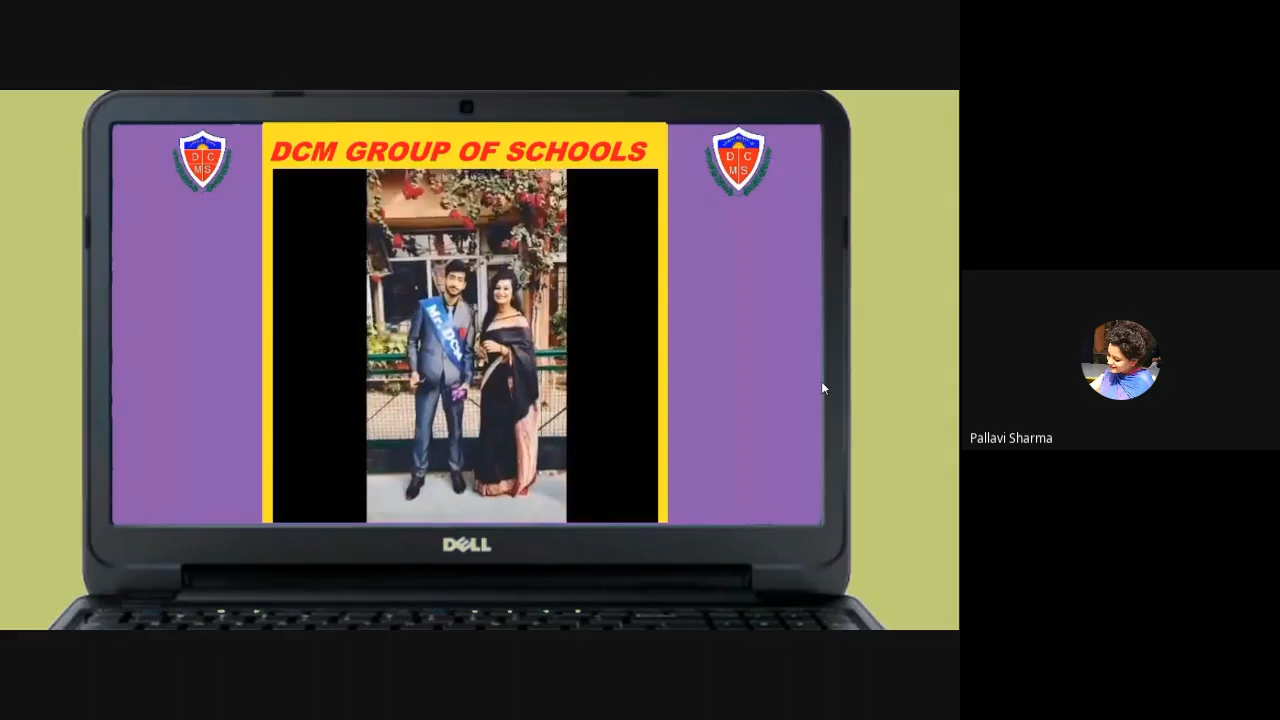 DCM GROUP OF SCHOOLS
D C
M S
D C
M S
Mr. DCM
Pallavi Sharma
DELL